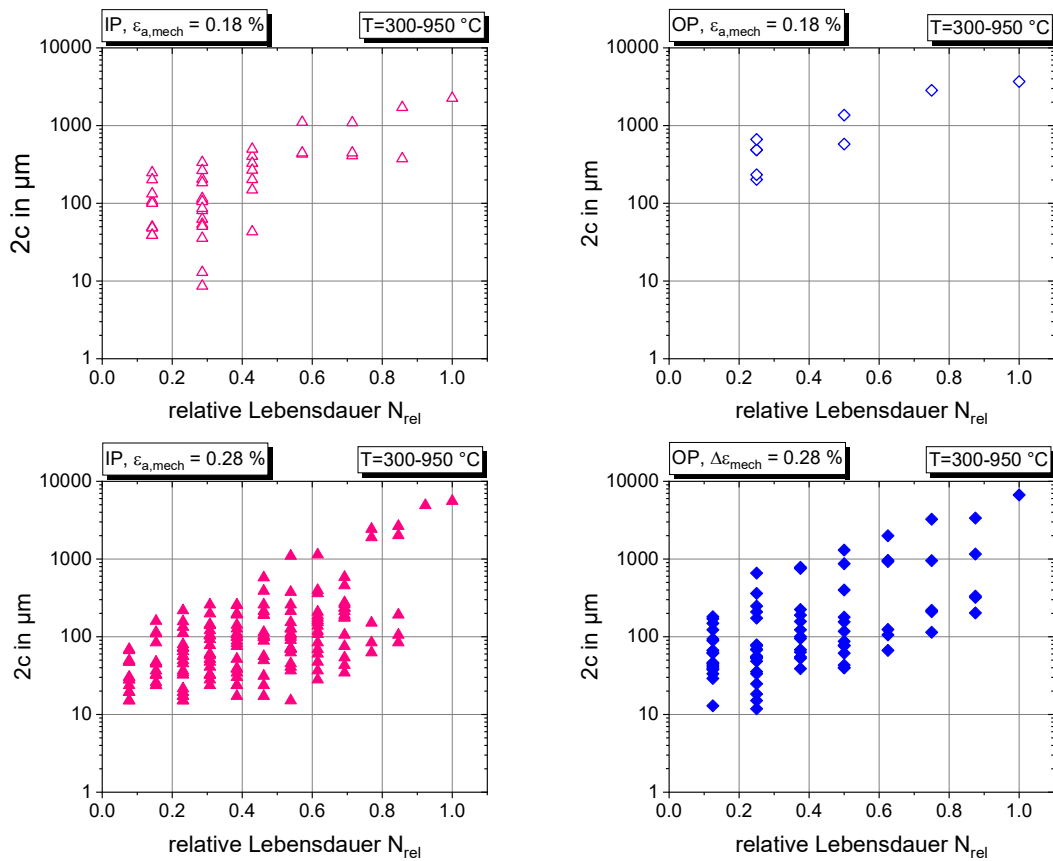 IP, εa,mech = 0.18 %
T=300-950 °C
10000
1000
100
10
1
2c in µm
0.0 0.2 0.4 0.6 0.8 1.0
relative Lebensdauer Nrel
OP, εa,mech = 0.18 %
T=300-950 °C
10000
1000
100
10
1
2c in µm
0.0 0.2 0.4 0.6 0.8 1.0
relative Lebensdauer Nrel
IP, εa,mech = 0.28 %
T=300-950 °C
10000
1000
100
10
1
2c in µm
0.0 0.2 0.4 0.6 0.8 1.0
relative Lebensdauer Nrel
OP, Δεmech = 0.28 %
T=300-950 °C
10000
1000
100
10
1
2c in µm
0.0 0.2 0.4 0.6 0.8 1.0
relative Lebensdauer Nrel